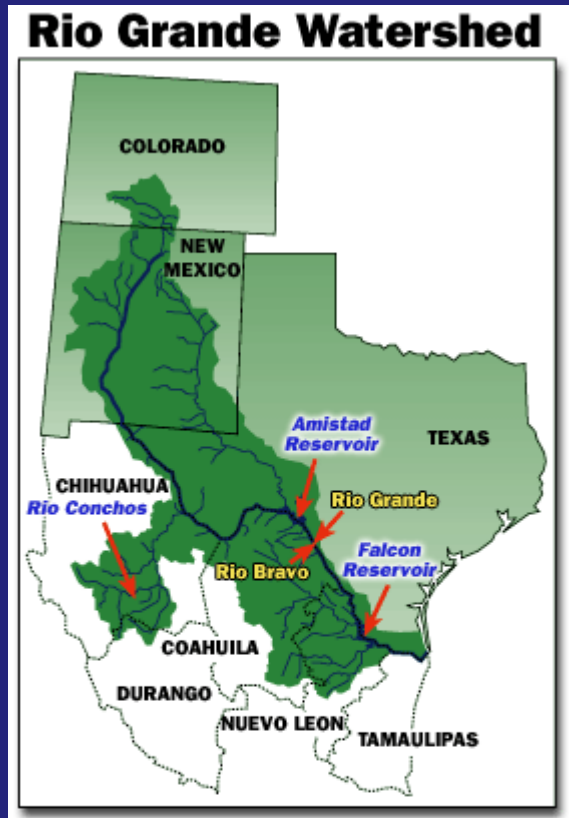 Rio Grande Watershed
COLORADO
NEW
MEXICO
Amistad
Reservoir
TEXAS
CHIHUAHUA
Rio Conchos
Rio Grande
Falcon
Reservoir
Rio Bravo
COAHUILA
DURANGO
NUEVO LEON
TAMAULIPAS